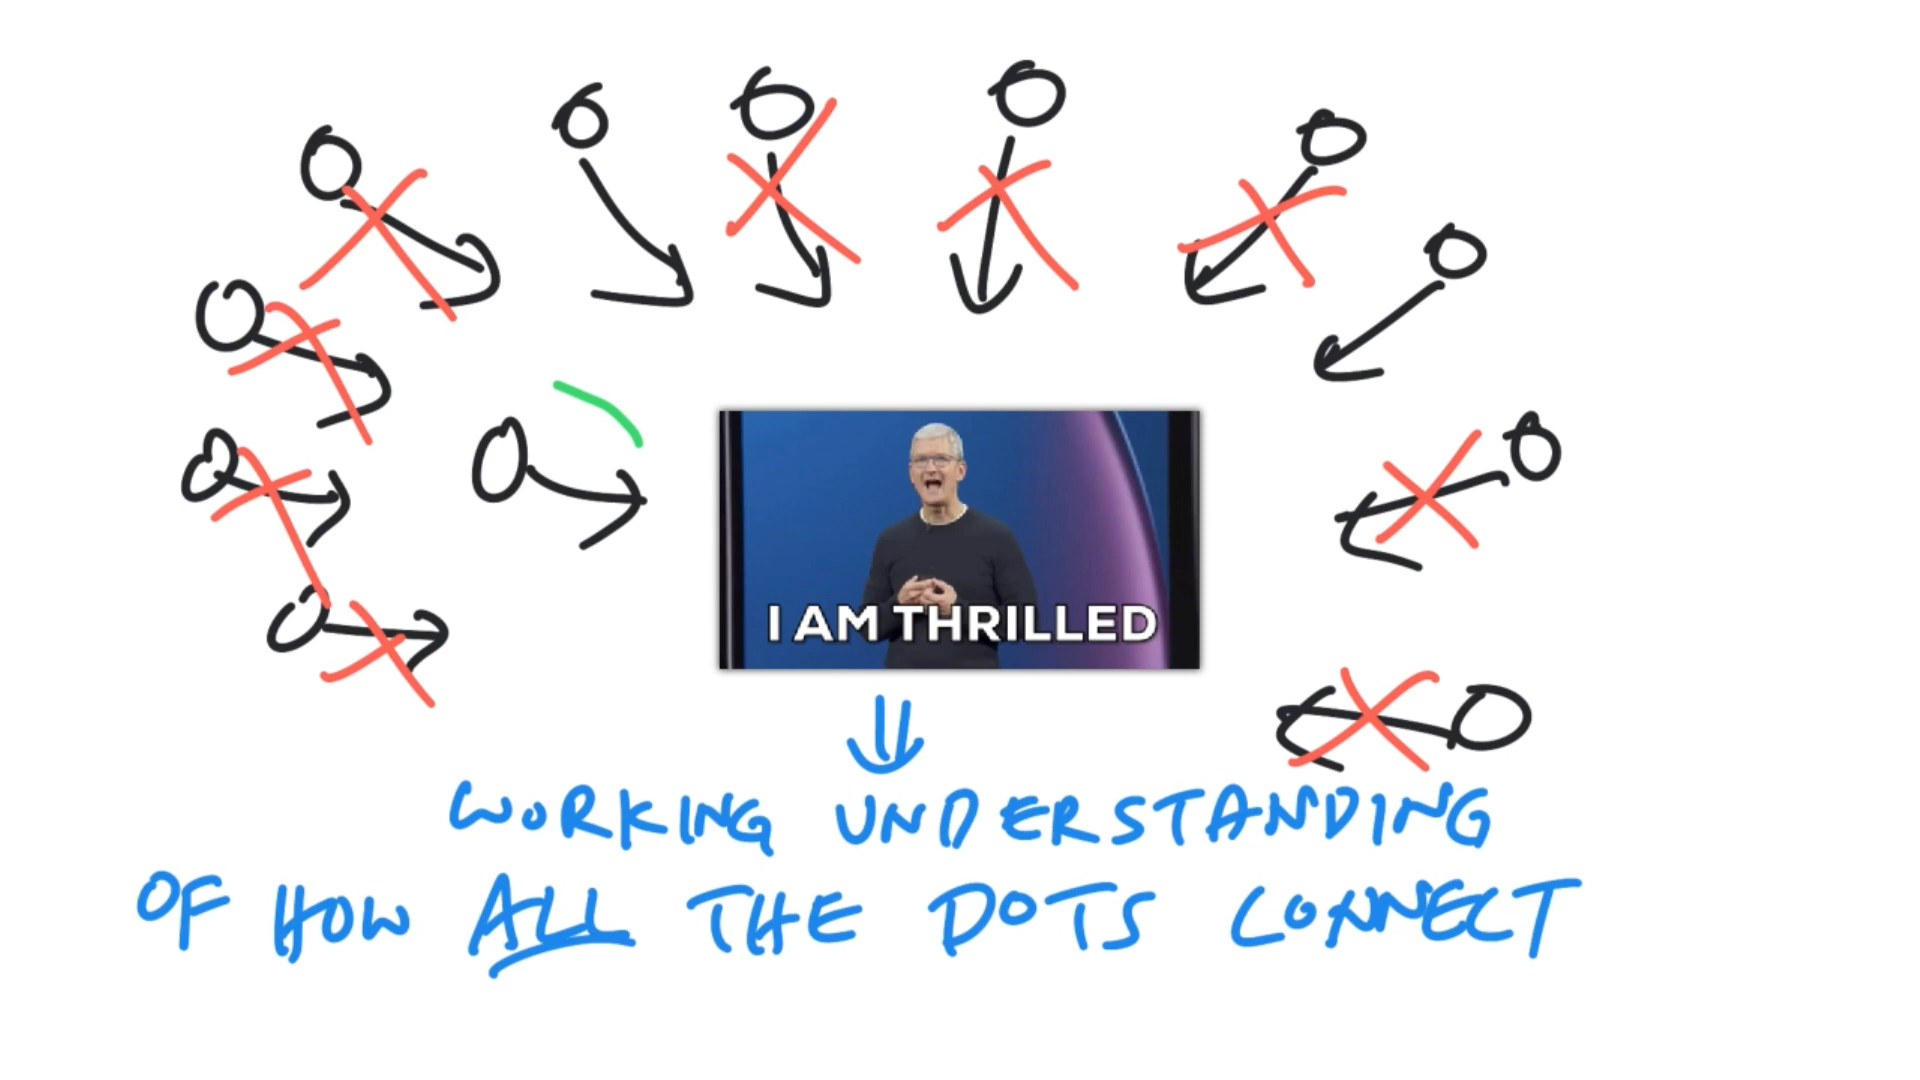 I AM THRILLED
WORKING UNDERSTANDING
OF HOW ALL THE DOTS CONNECT